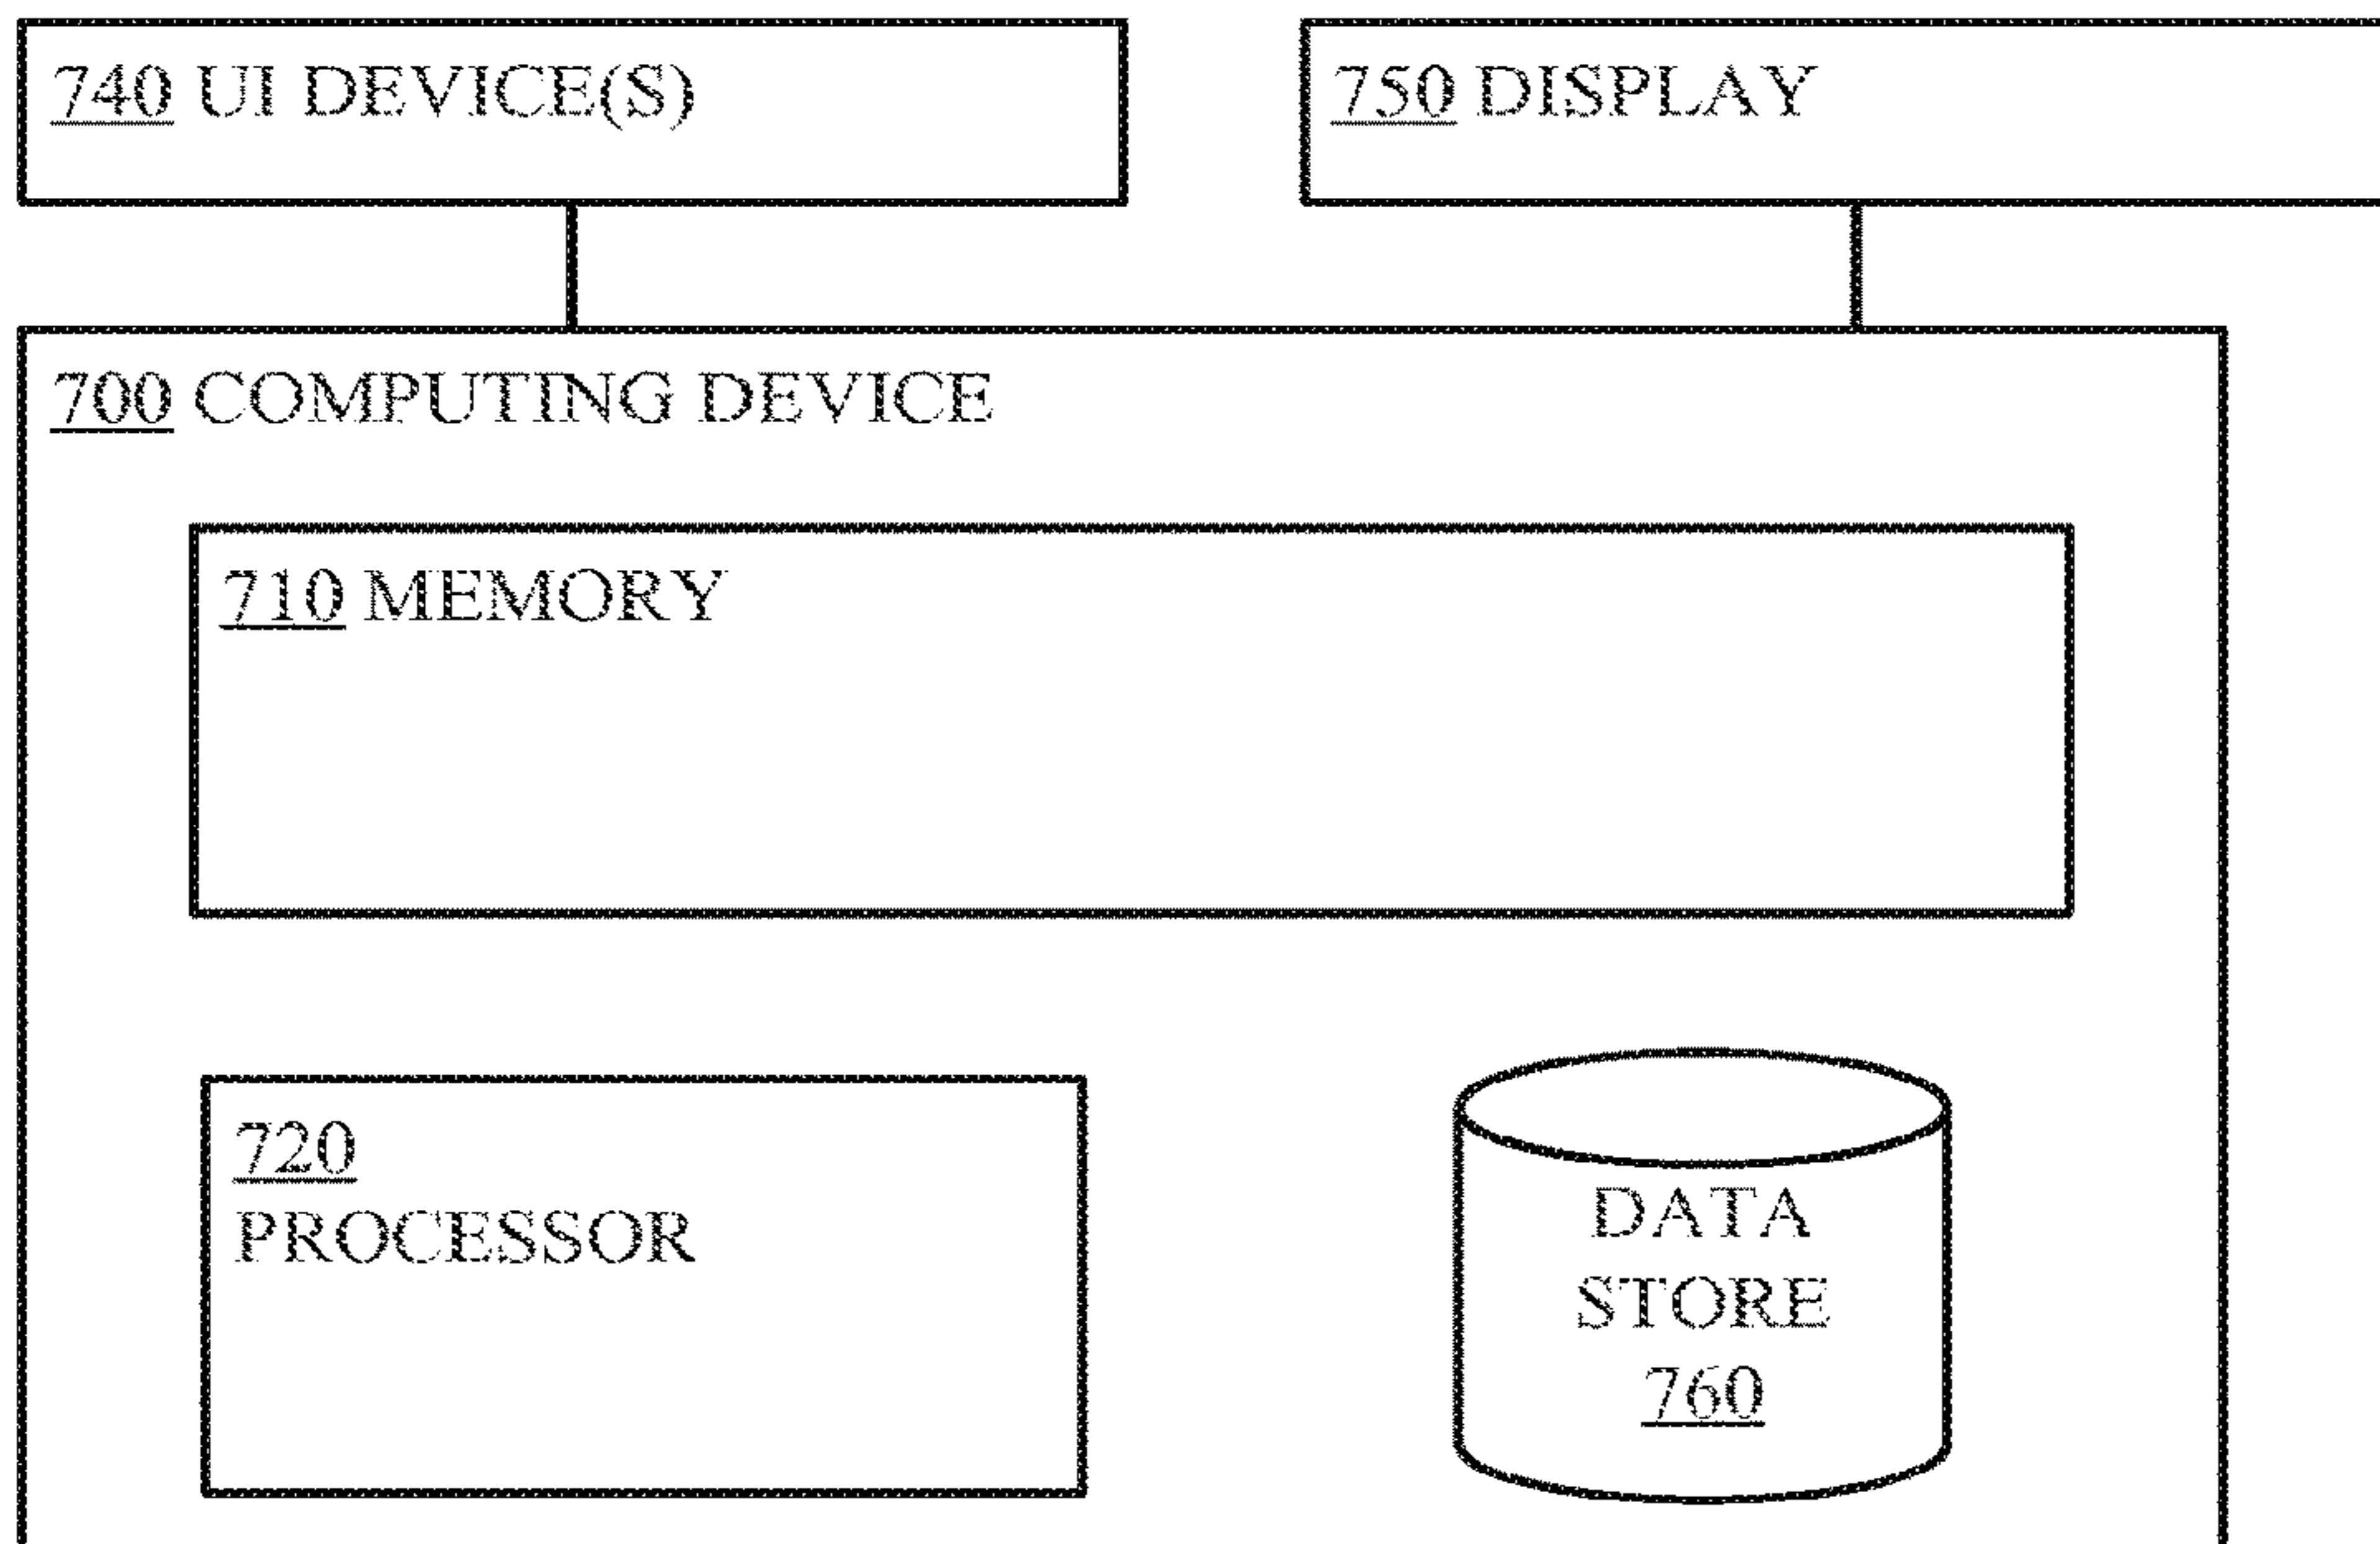 740 UI DEVICE(S)
750 DISPLAY
700 COMPUTING DEVICE
710 MEMORY
720
PROCESSOR
DATA
STORE
760